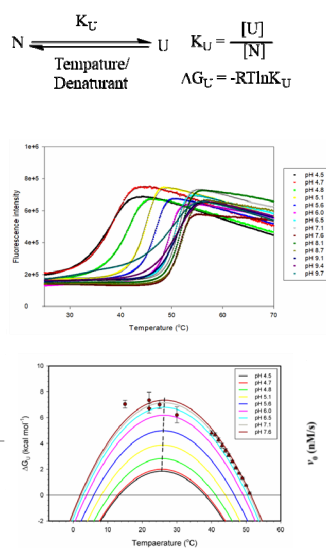 K_U
N U K_U = [U]/[N]
Tempature/
Denaturant ΔG_U = -RTlnK_U
Fluorescence Intensity
1e+6
8e+5
6e+5
4e+5
2e+5
0
30 40 50 60 70
Temperature (°C)
pH 4.5
pH 4.7
pH 4.8
pH 5.1
pH 5.6
pH 6.0
pH 6.5
pH 7.1
pH 7.6
pH 8.1
pH 8.7
pH 9.1
pH 9.4
pH 9.7
ΔG_U (kcal mol⁻¹)
10
8
6
4
2
0
-2
0 10 20 30 40 50 60
Tempaerature (°C)
pH 4.5
pH 4.7
pH 4.8
pH 5.1
pH 5.6
pH 6.0
pH 6.5
pH 7.1
pH 7.6
v₀ (nM/s)